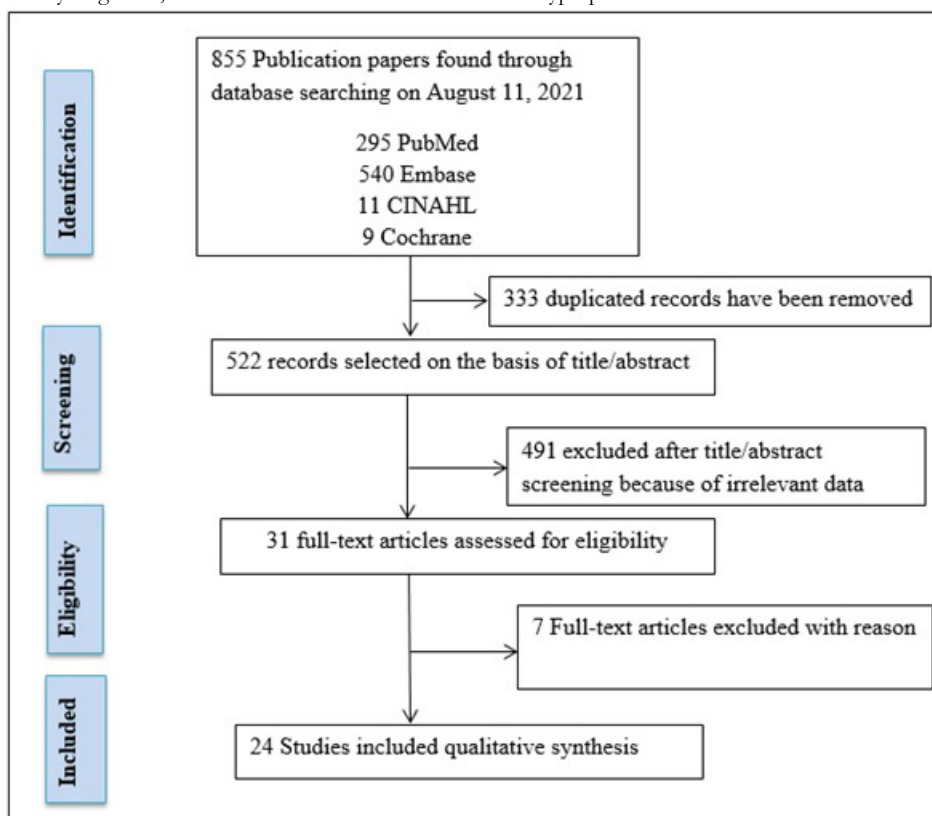 Identification
855 Publication papers found through
database searching on August 11, 2021
295 PubMed
540 Embase
11 CINAHL
9 Cochrane
333 duplicated records have been removed
Screening
522 records selected on the basis of title/abstract
491 excluded after title/abstract
screening because of irrelevant data
Eligibility
31 full-text articles assessed for eligibility
7 Full-text articles excluded with reason
Included
24 Studies included qualitative synthesis